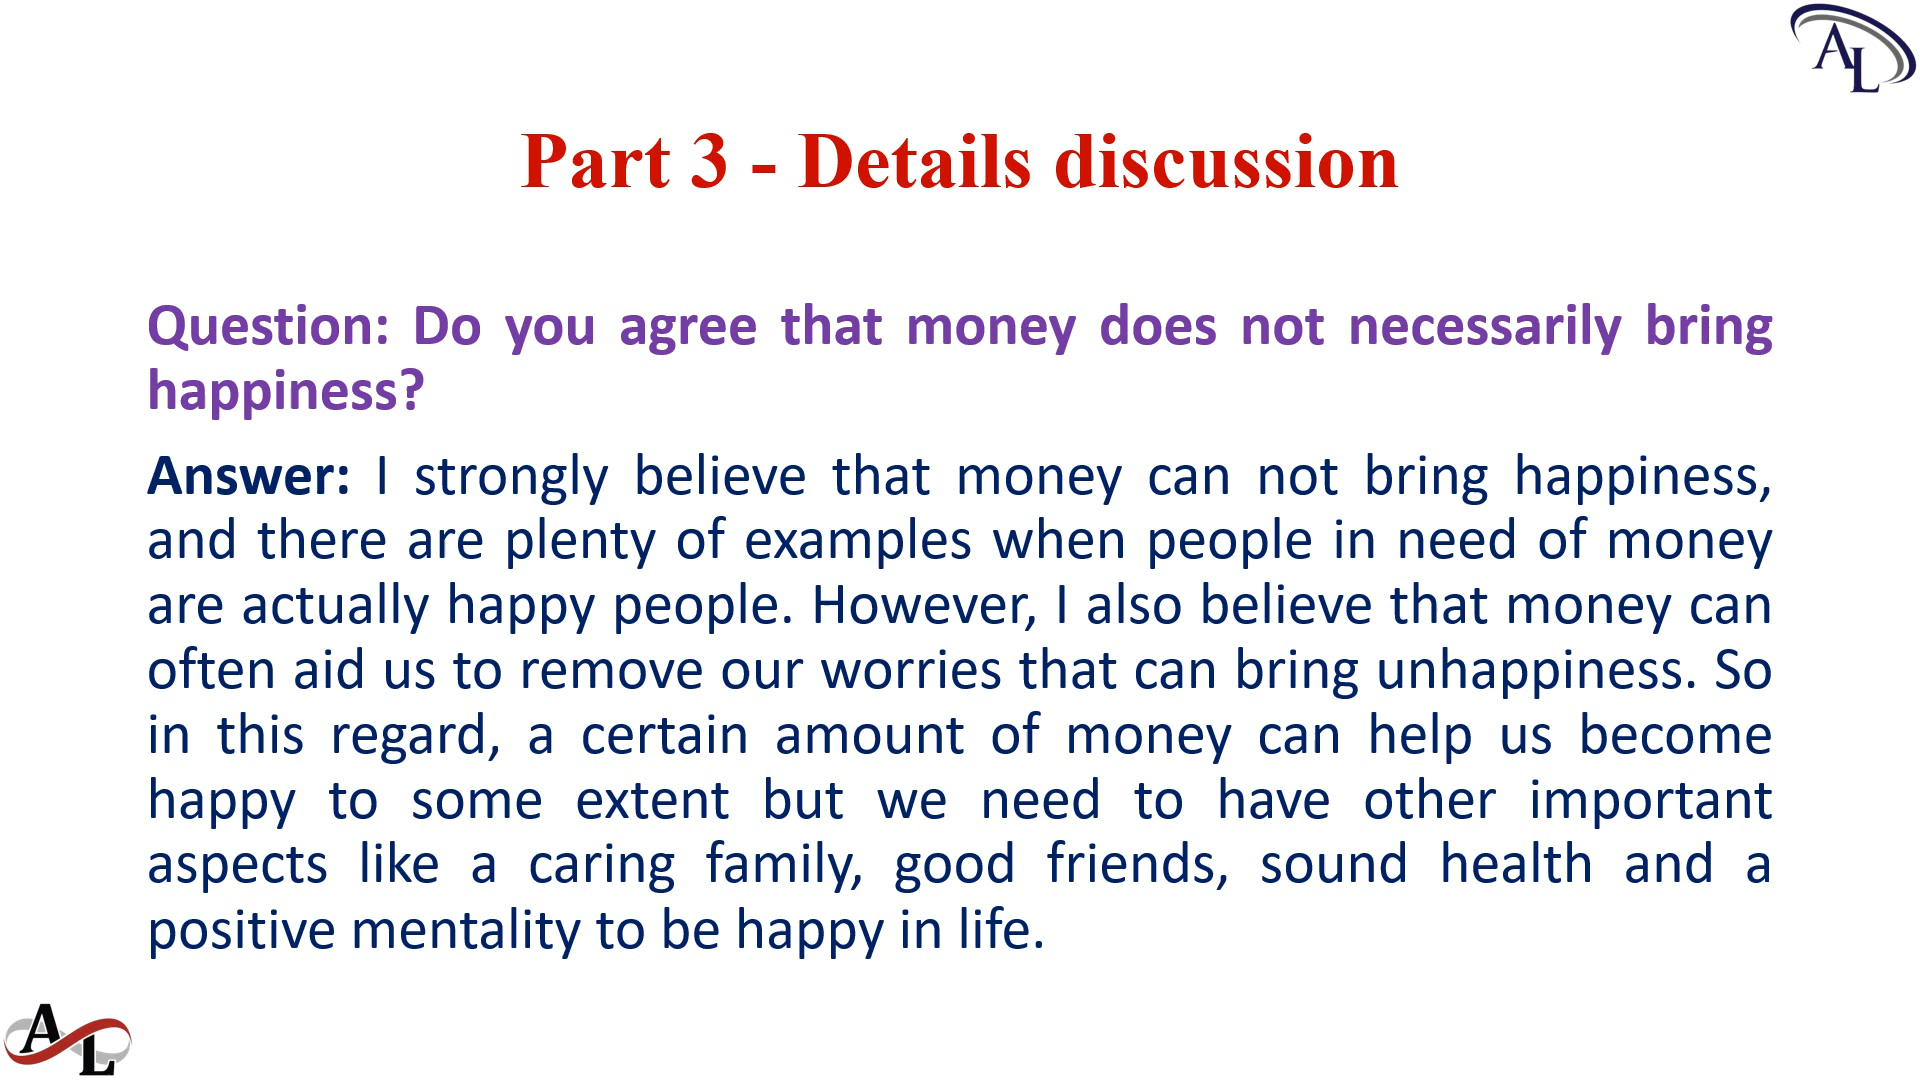 AL
Part 3 - Details discussion
Question: Do you agree that money does not necessarily bring
happiness?
Answer: I strongly believe that money can not bring happiness,
and there are plenty of examples when people in need of money
are actually happy people. However, I also believe that money can
often aid us to remove our worries that can bring unhappiness. So
in this regard, a certain amount of money can help us become
happy to some extent but we need to have other important
aspects like a caring family, good friends, sound health and a
positive mentality to be happy in life.
AL